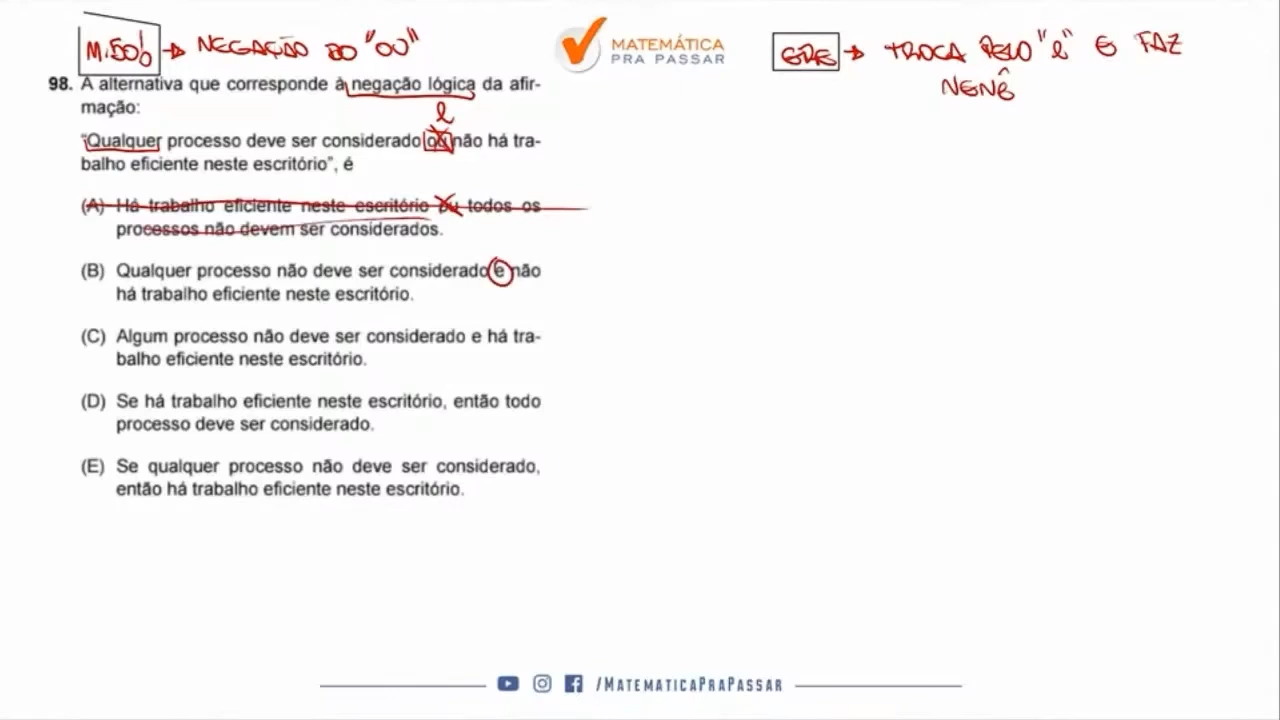 M.50% → NEGAÇÃO DO "OU"
MATEMÁTICA
PRA PASSAR
→ TROCA PELO "e" E FAZ
NENÊ
98. A alternativa que corresponde à negação lógica da afir-
mação:
e
"Qualquer processo deve ser considerado ou não há tra-
balho eficiente neste escritório", é
(A) Há trabalho eficiente neste escritório ou todos os
processos não devem ser considerados.
(B) Qualquer processo não deve ser considerado e não
há trabalho eficiente neste escritório.
(C) Algum processo não deve ser considerado e há tra-
balho eficiente neste escritório.
(D) Se há trabalho eficiente neste escritório, então todo
processo deve ser considerado.
(E) Se qualquer processo não deve ser considerado,
então há trabalho eficiente neste escritório.
/MATEMATICAPRAPASSAR